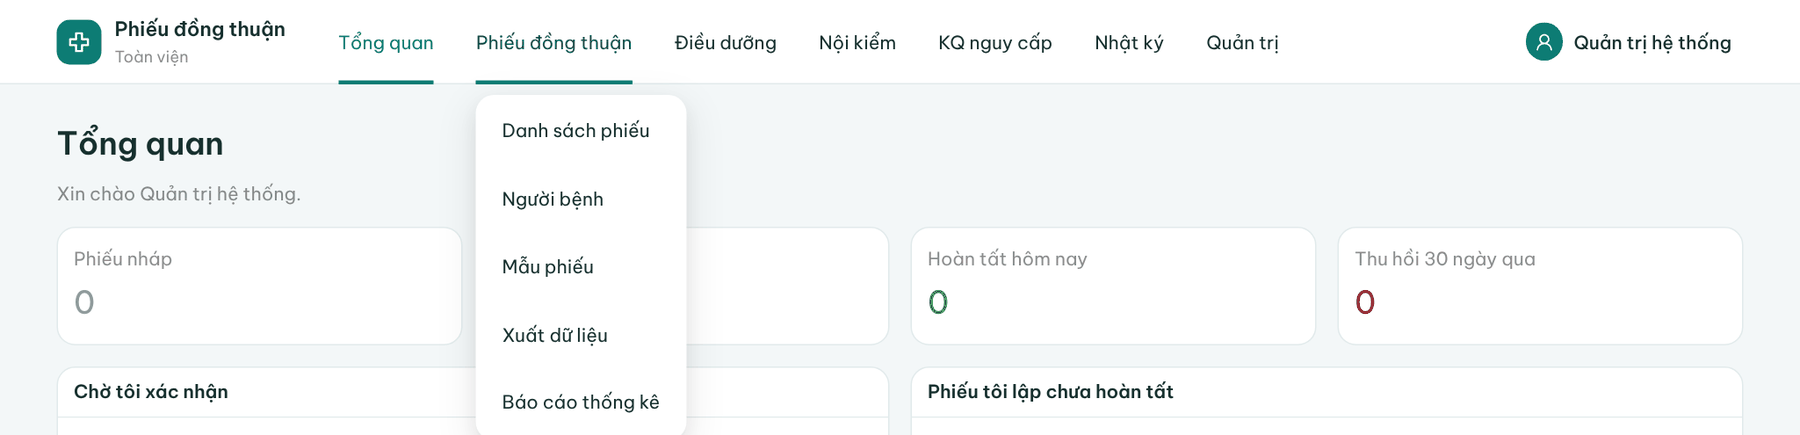 Phiếu đồng thuận
Toàn viện
Tổng quan
Phiếu đồng thuận
Điều dưỡng
Nội kiểm
KQ nguy cấp
Nhật ký
Quản trị
Quản trị hệ thống
Tổng quan
Xin chào Quản trị hệ thống.
Danh sách phiếu
Người bệnh
Mẫu phiếu
Xuất dữ liệu
Báo cáo thống kê
Phiếu nháp
0
Hoàn tất hôm nay
0
Thu hồi 30 ngày qua
0
Chờ tôi xác nhận
Phiếu tôi lập chưa hoàn tất